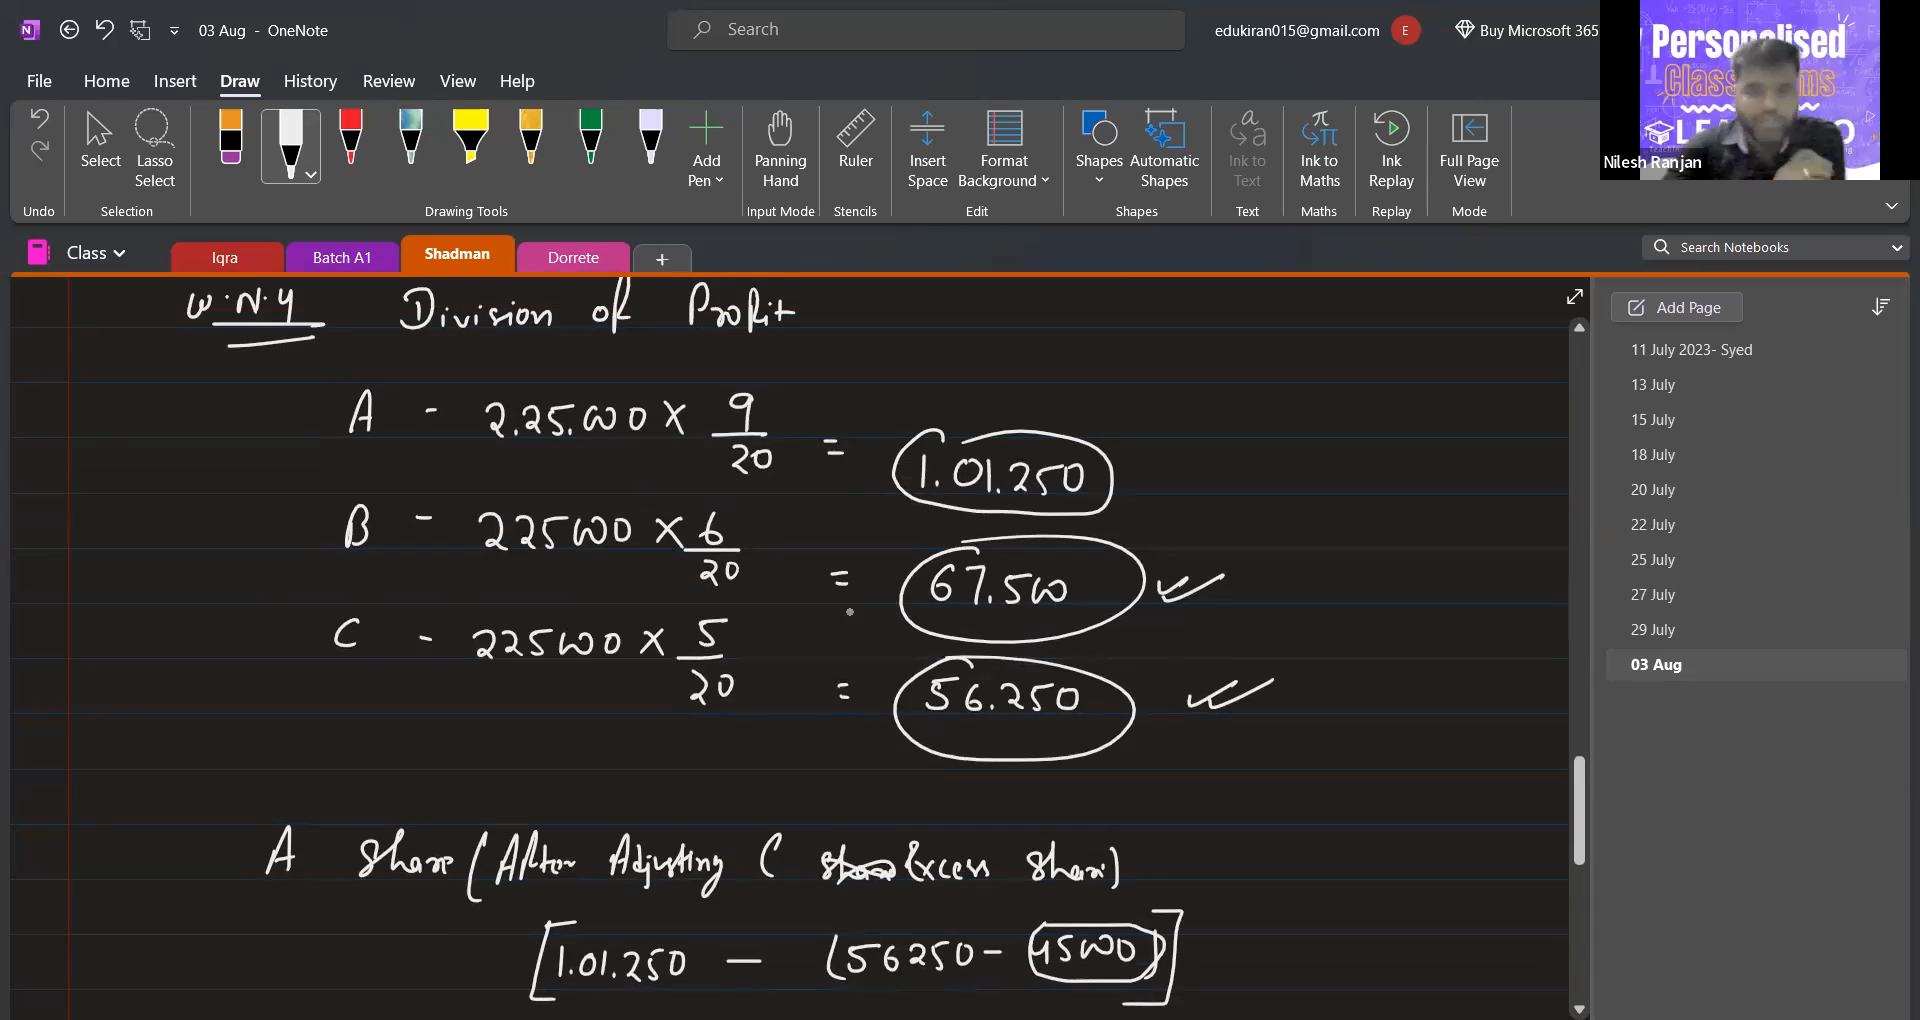 03 Aug - OneNote
Search
edukiran015@gmail.com
E
Buy Microsoft 365
Personalised
Nilesh Ranjan
File Home Insert Draw History Review View Help
Select
Lasso Select
Add Pen
Panning Hand
Ruler
Insert Space
Format Background
Shapes
Automatic Shapes
Ink to Text
Ink to Maths
Ink Replay
Full Page View
Undo
Selection
Drawing Tools
Input Mode
Stencils
Edit
Shapes
Text
Maths
Replay
Mode
Class
Iqra
Batch A1
Shadman
Dorrete
+
Search Notebooks
Add Page
11 July 2023- Syed
13 July
15 July
18 July
20 July
22 July
25 July
27 July
29 July
03 Aug
W.N.4 Division of Profit
A - 2.25.000 × 9/20 = 1.01.250
B - 225000 × 6/20 = 67.500
C - 225000 × 5/20 = 56.250
A Share (After Adjusting C Excess Share)
[1.01.250 — (56250 - 45000)]